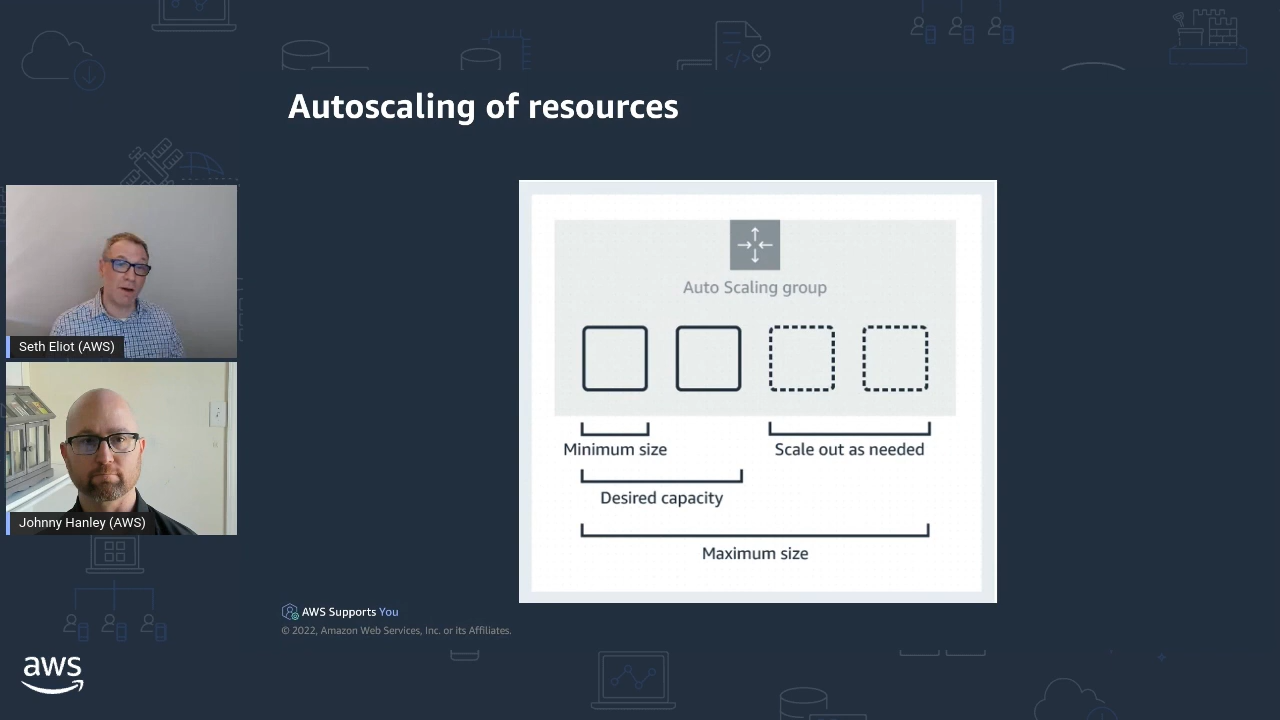 Autoscaling of resources
Seth Eliot (AWS)
Johnny Hanley (AWS)
Auto Scaling group
Minimum size
Scale out as needed
Desired capacity
Maximum size
AWS Supports You
© 2022, Amazon Web Services, Inc. or its Affiliates.
aws